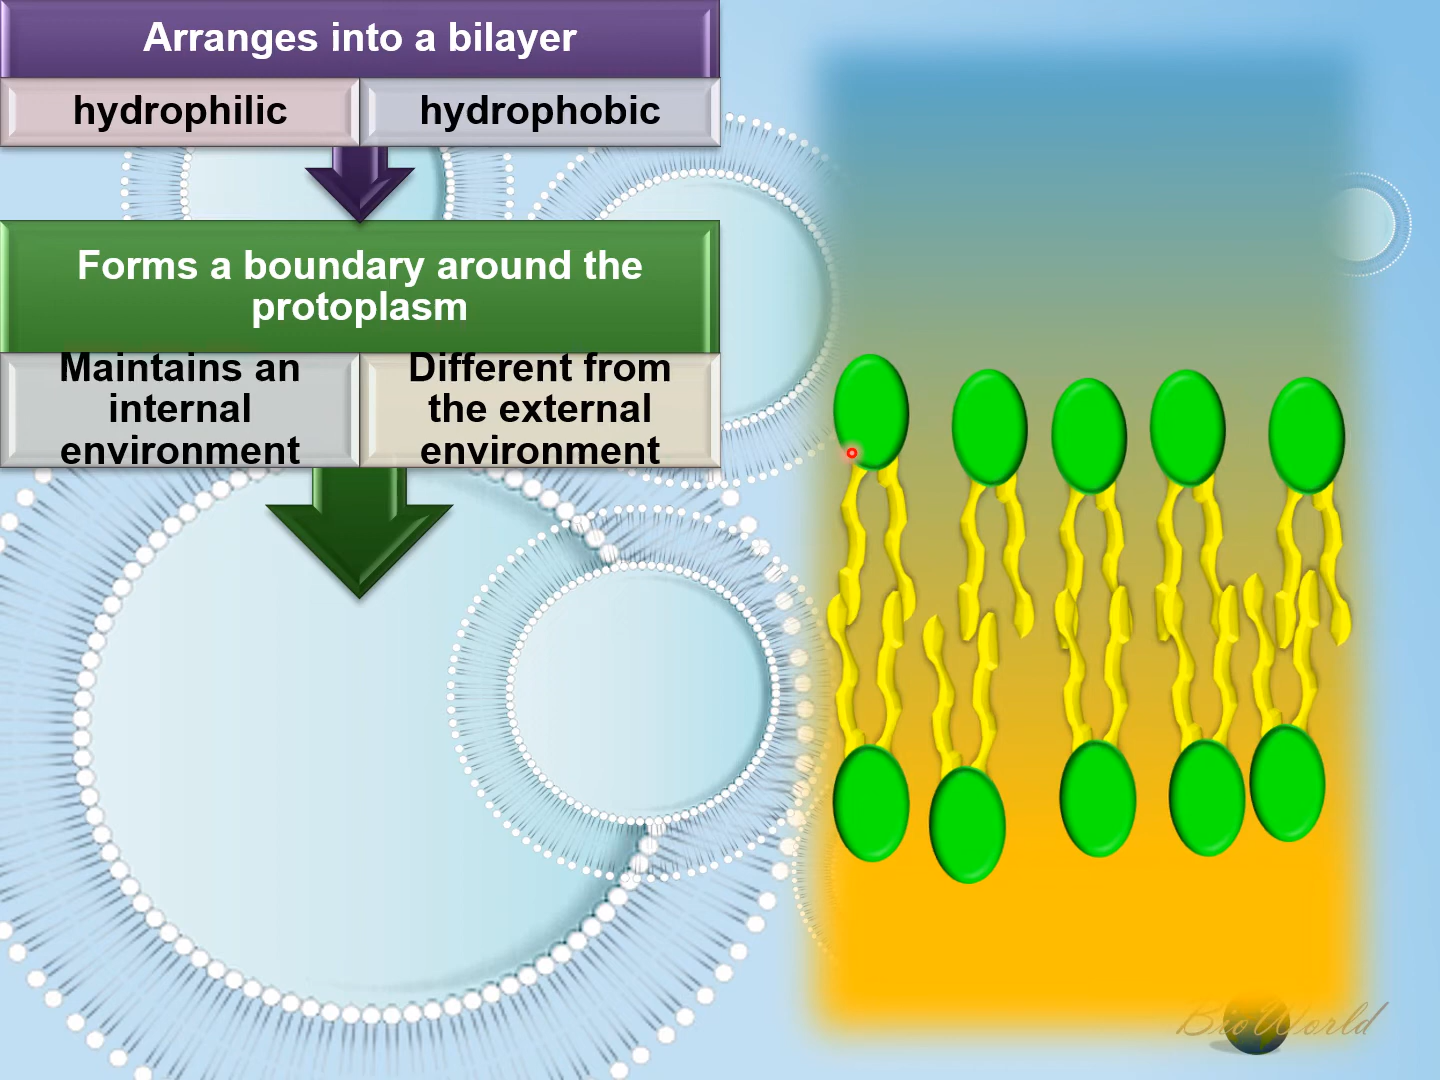 Arranges into a bilayer
hydrophilic
hydrophobic
Forms a boundary around the
protoplasm
Maintains an
internal
environment
Different from
the external
environment
BioWorld